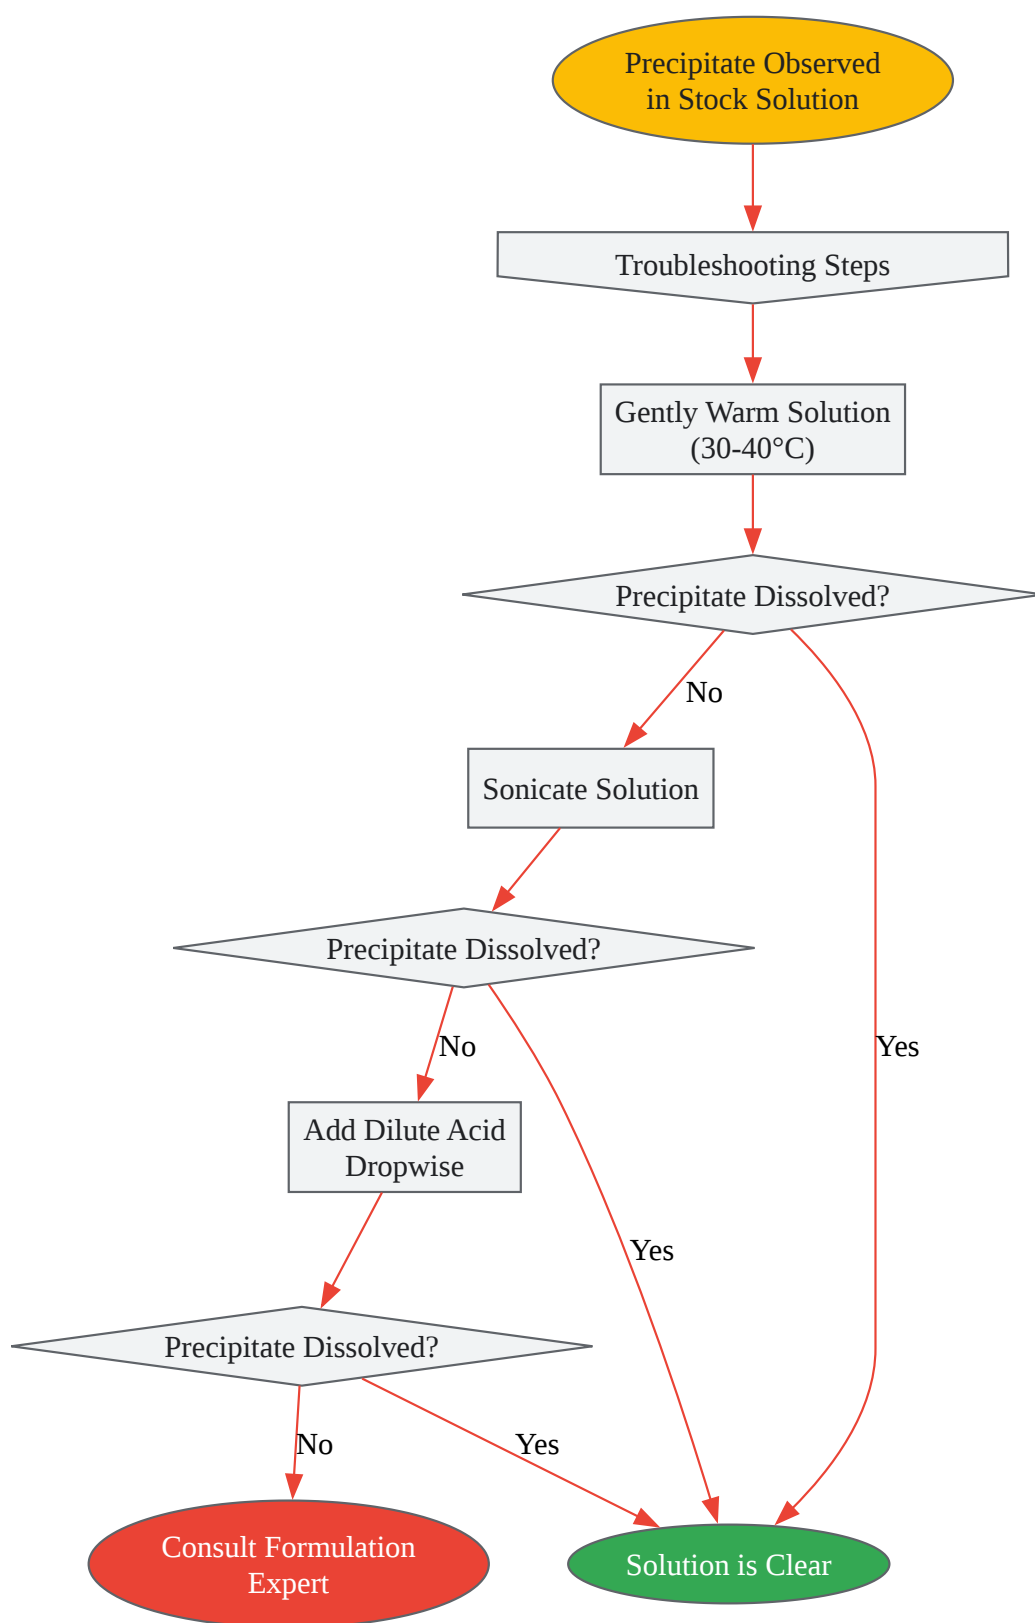 Precipitate Observed
in Stock Solution
Troubleshooting Steps
Gently Warm Solution
(30-40°C)
Precipitate Dissolved?
No
Sonicate Solution
Precipitate Dissolved?
No
Yes
Add Dilute Acid
Dropwise
Yes
Precipitate Dissolved?
No
Yes
Consult Formulation
Expert
Solution is Clear